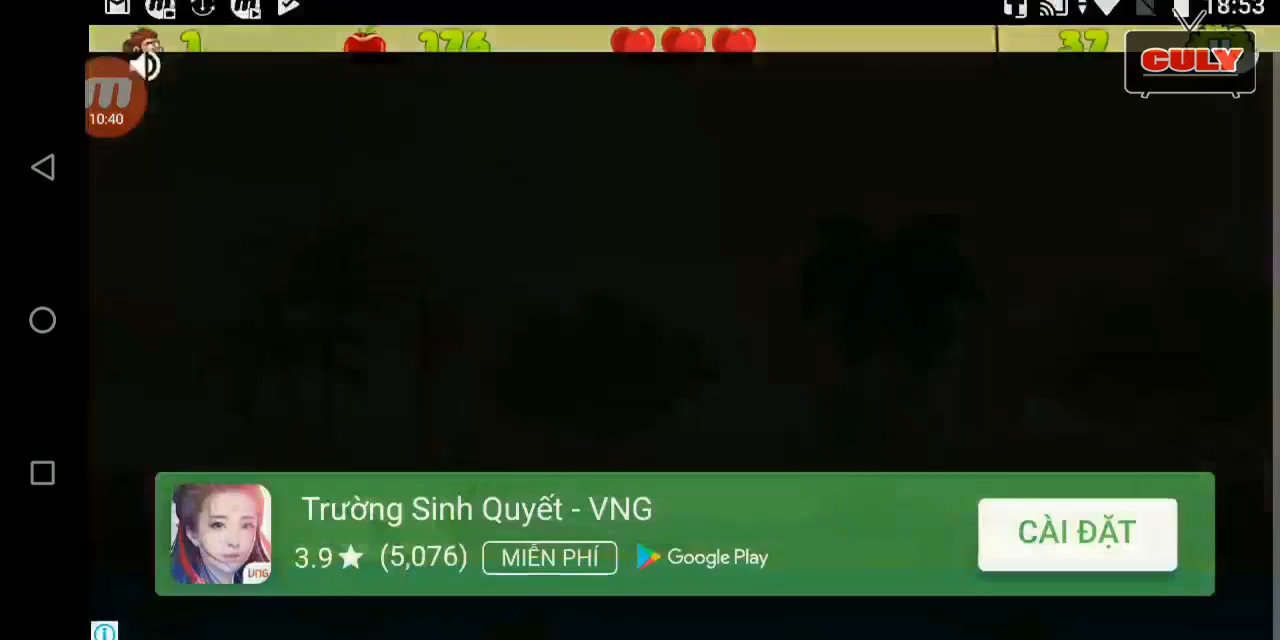 18:53
1
176
37
CULY
10:40
Trường Sinh Quyết - VNG
3.9★ (5,076) MIỄN PHÍ Google Play
CÀI ĐẶT
VNG